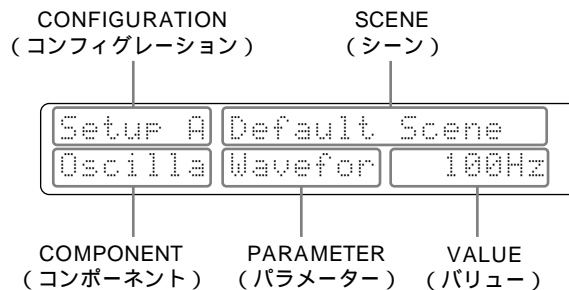 CONFIGURATION SCENE
(コンフィグレーション) (シーン)
Setup A Default Scene
Oscilla Wavefor 100Hz
COMPONENT PARAMETER VALUE
(コンポーネント) (パラメーター) (バリュー)